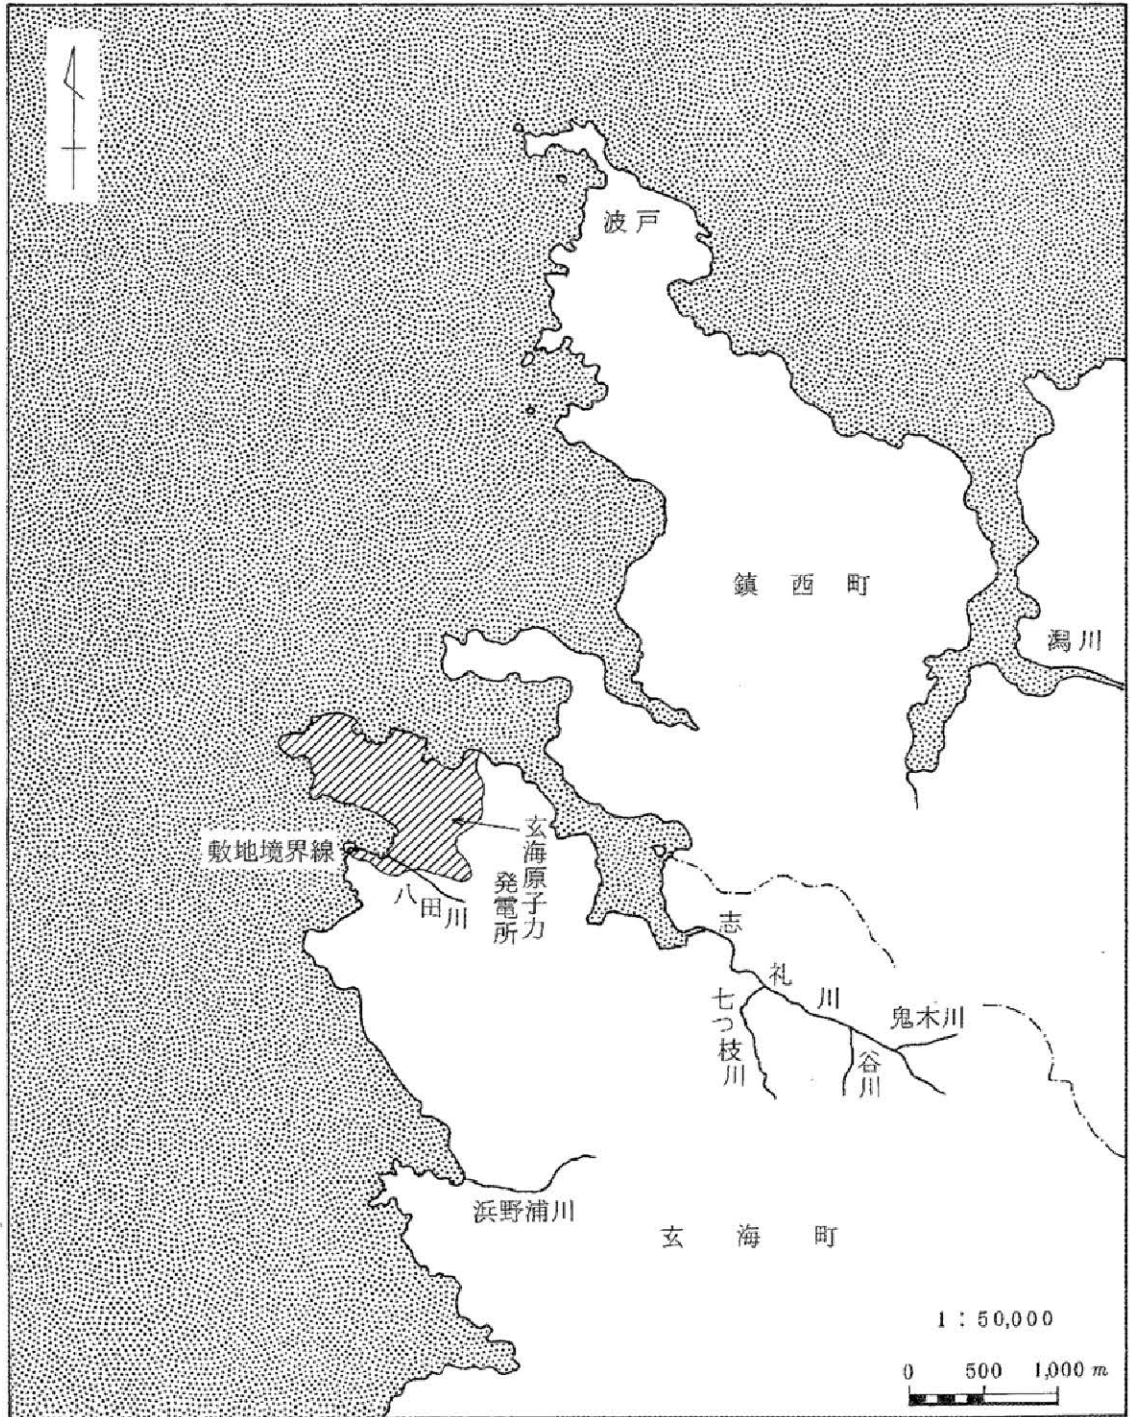 波戸
鎮西町
潟川
玄海原子力
発電所
敷地境界線
八田川
志礼川
七つ枝川
鬼木川
谷川
浜野浦川
玄海町
1：50,000
0 500 1,000 m